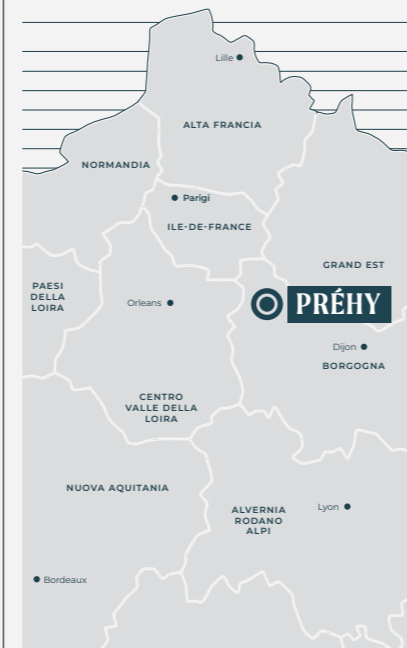 Lille
ALTA FRANCIA
NORMANDIA
Parigi
ILE-DE-FRANCE
GRAND EST
PAESI
DELLA
LOIRA
Orleans
PRÉHY
Dijon
BORGOGNA
CENTRO
VALLE DELLA
LOIRA
NUOVA AQUITANIA
ALVERNIA
RODANO
ALPI
Lyon
Bordeaux